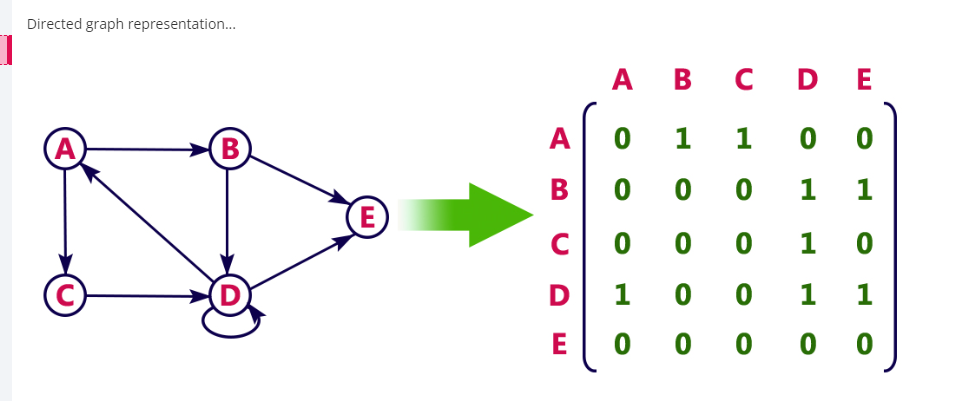 Directed graph representation...
A B C D E
A 0 1 1 0 0
B 0 0 0 1 1
C 0 0 0 1 0
D 1 0 0 1 1
E 0 0 0 0 0
A B
E
C D